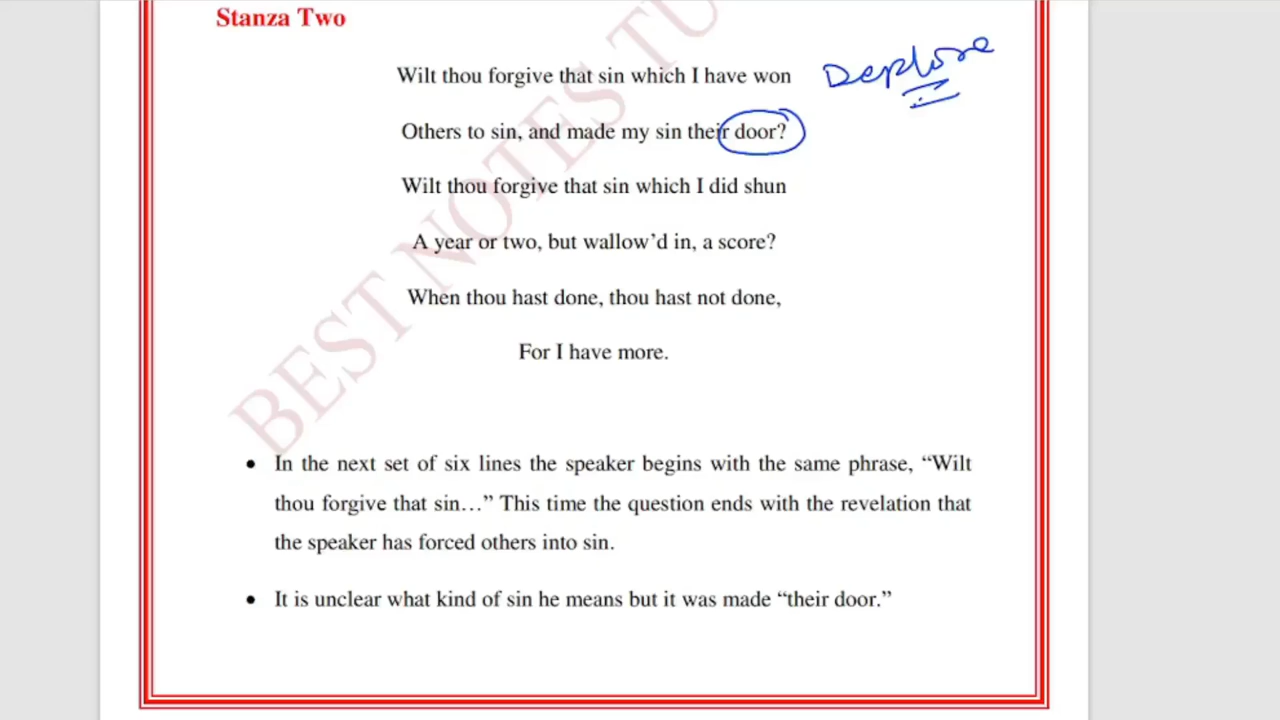 Stanza Two
Wilt thou forgive that sin which I have won
Deplore
Others to sin, and made my sin their door?
Wilt thou forgive that sin which I did shun
A year or two, but wallow’d in, a score?
When thou hast done, thou hast not done,
For I have more.
BEST NOTES TU
• In the next set of six lines the speaker begins with the same phrase, “Wilt
thou forgive that sin…” This time the question ends with the revelation that
the speaker has forced others into sin.
• It is unclear what kind of sin he means but it was made “their door.”